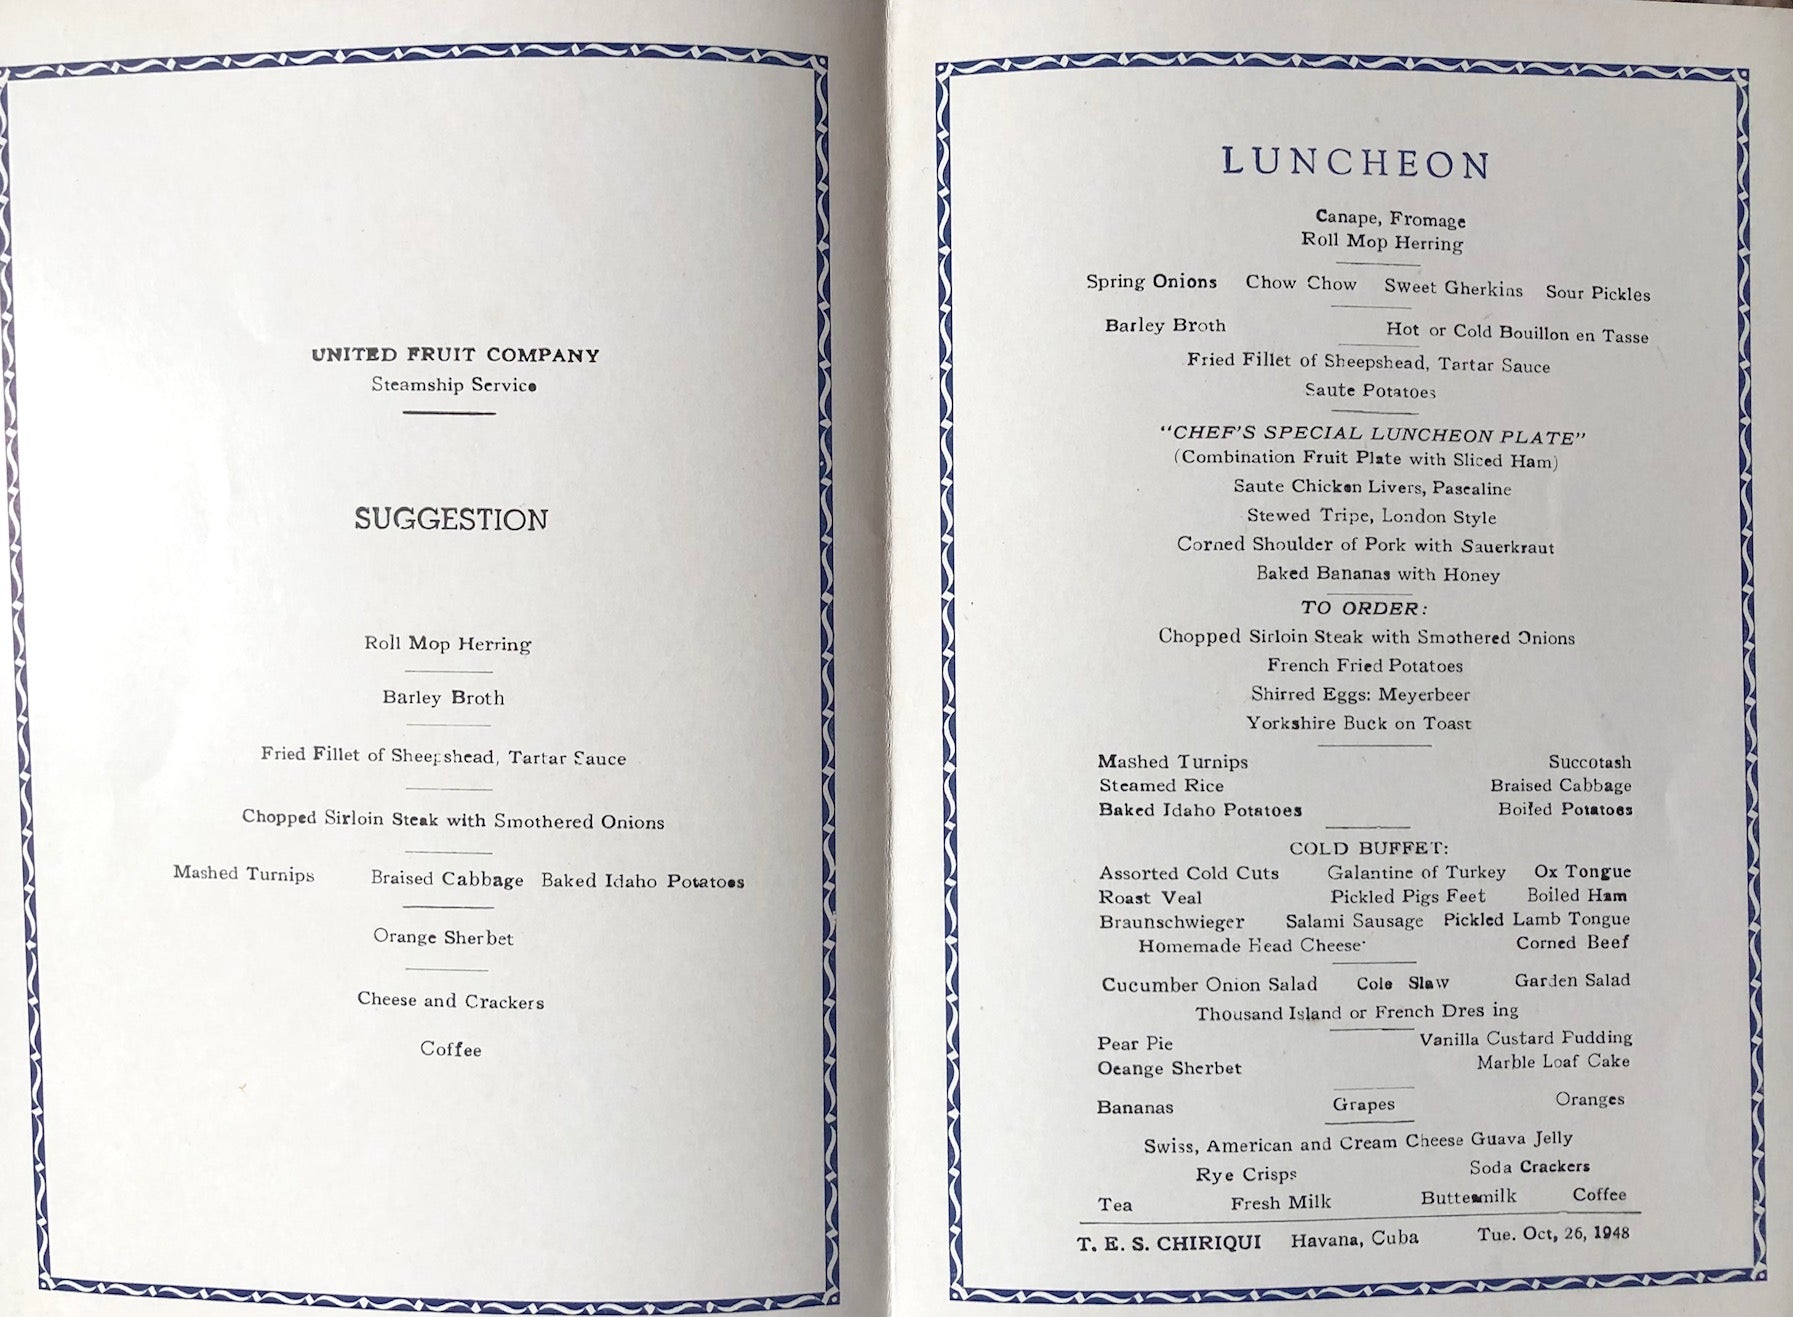 UNITED FRUIT COMPANY
Steamship Service
SUGGESTION
Roll Mop Herring
Barley Broth
Fried Fillet of Sheepshead, Tartar Sauce
Chopped Sirloin Steak with Smothered Onions
Mashed Turnips Braised Cabbage Baked Idaho Potatoes
Orange Sherbet
Cheese and Crackers
Coffee
LUNCHEON
Canape, Fromage
Roll Mop Herring
Spring Onions Chow Chow Sweet Gherkins Sour Pickles
Barley Broth Hot or Cold Bouillon en Tasse
Fried Fillet of Sheepshead, Tartar Sauce
Saute Potatoes
"CHEF'S SPECIAL LUNCHEON PLATE"
(Combination Fruit Plate with Sliced Ham)
Saute Chicken Livers, Pascaline
Stewed Tripe, London Style
Corned Shoulder of Pork with Sauerkraut
Baked Bananas with Honey
TO ORDER:
Chopped Sirloin Steak with Smothered Onions
French Fried Potatoes
Shirred Eggs: Meyerbeer
Yorkshire Buck on Toast
Mashed Turnips Succotash
Steamed Rice Braised Cabbage
Baked Idaho Potatoes Boiled Potatoes
COLD BUFFET:
Assorted Cold Cuts Galantine of Turkey Ox Tongue
Roast Veal Pickled Pigs Feet Boiled Ham
Braunschwieger Salami Sausage Pickled Lamb Tongue
Homemade Head Cheese Corned Beef
Cucumber Onion Salad Cole Slaw Garden Salad
Thousand Island or French Dres ing
Pear Pie Vanilla Custard Pudding
Oeange Sherbet Marble Loaf Cake
Bananas Grapes Oranges
Swiss, American and Cream Cheese Guava Jelly
Rye Crisps Soda Crackers
Tea Fresh Milk Buttermilk Coffee
T. E. S. CHIRIQUI Havana, Cuba Tue. Oct, 26, 1948